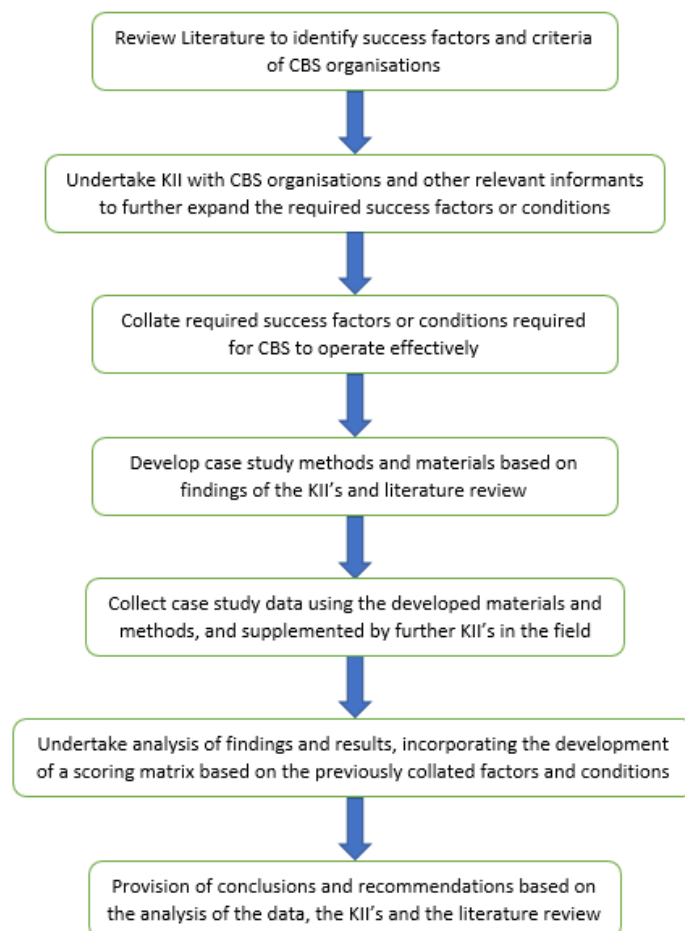 Review Literature to identify success factors and criteria
of CBS organisations
Undertake KII with CBS organisations and other relevant informants
to further expand the required success factors or conditions
Collate required success factors or conditions required
for CBS to operate effectively
Develop case study methods and materials based on
findings of the KII's and literature review
Collect case study data using the developed materials and
methods, and supplemented by further KII's in the field
Undertake analysis of findings and results, incorporating the development
of a scoring matrix based on the previously collated factors and conditions
Provision of conclusions and recommendations based on
the analysis of the data, the KII's and the literature review